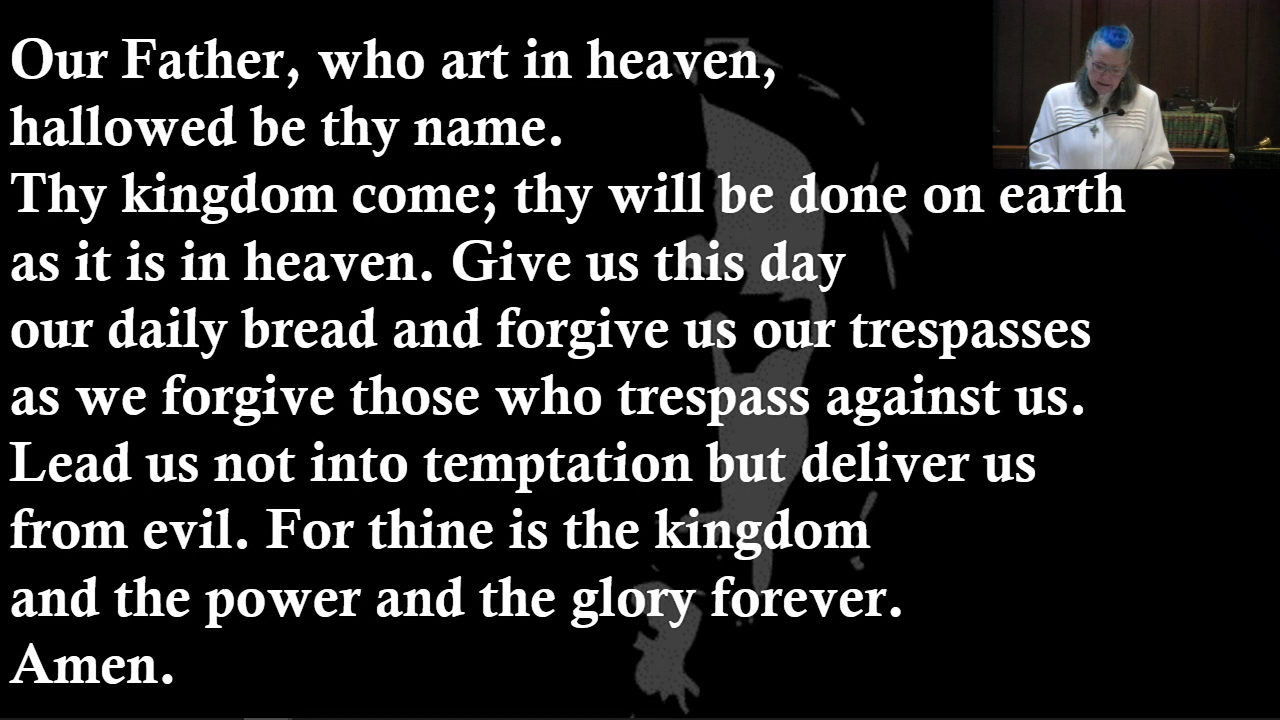 Our Father, who art in heaven,
hallowed be thy name.
Thy kingdom come; thy will be done on earth
as it is in heaven. Give us this day
our daily bread and forgive us our trespasses
as we forgive those who trespass against us.
Lead us not into temptation but deliver us
from evil. For thine is the kingdom
and the power and the glory forever.
Amen.